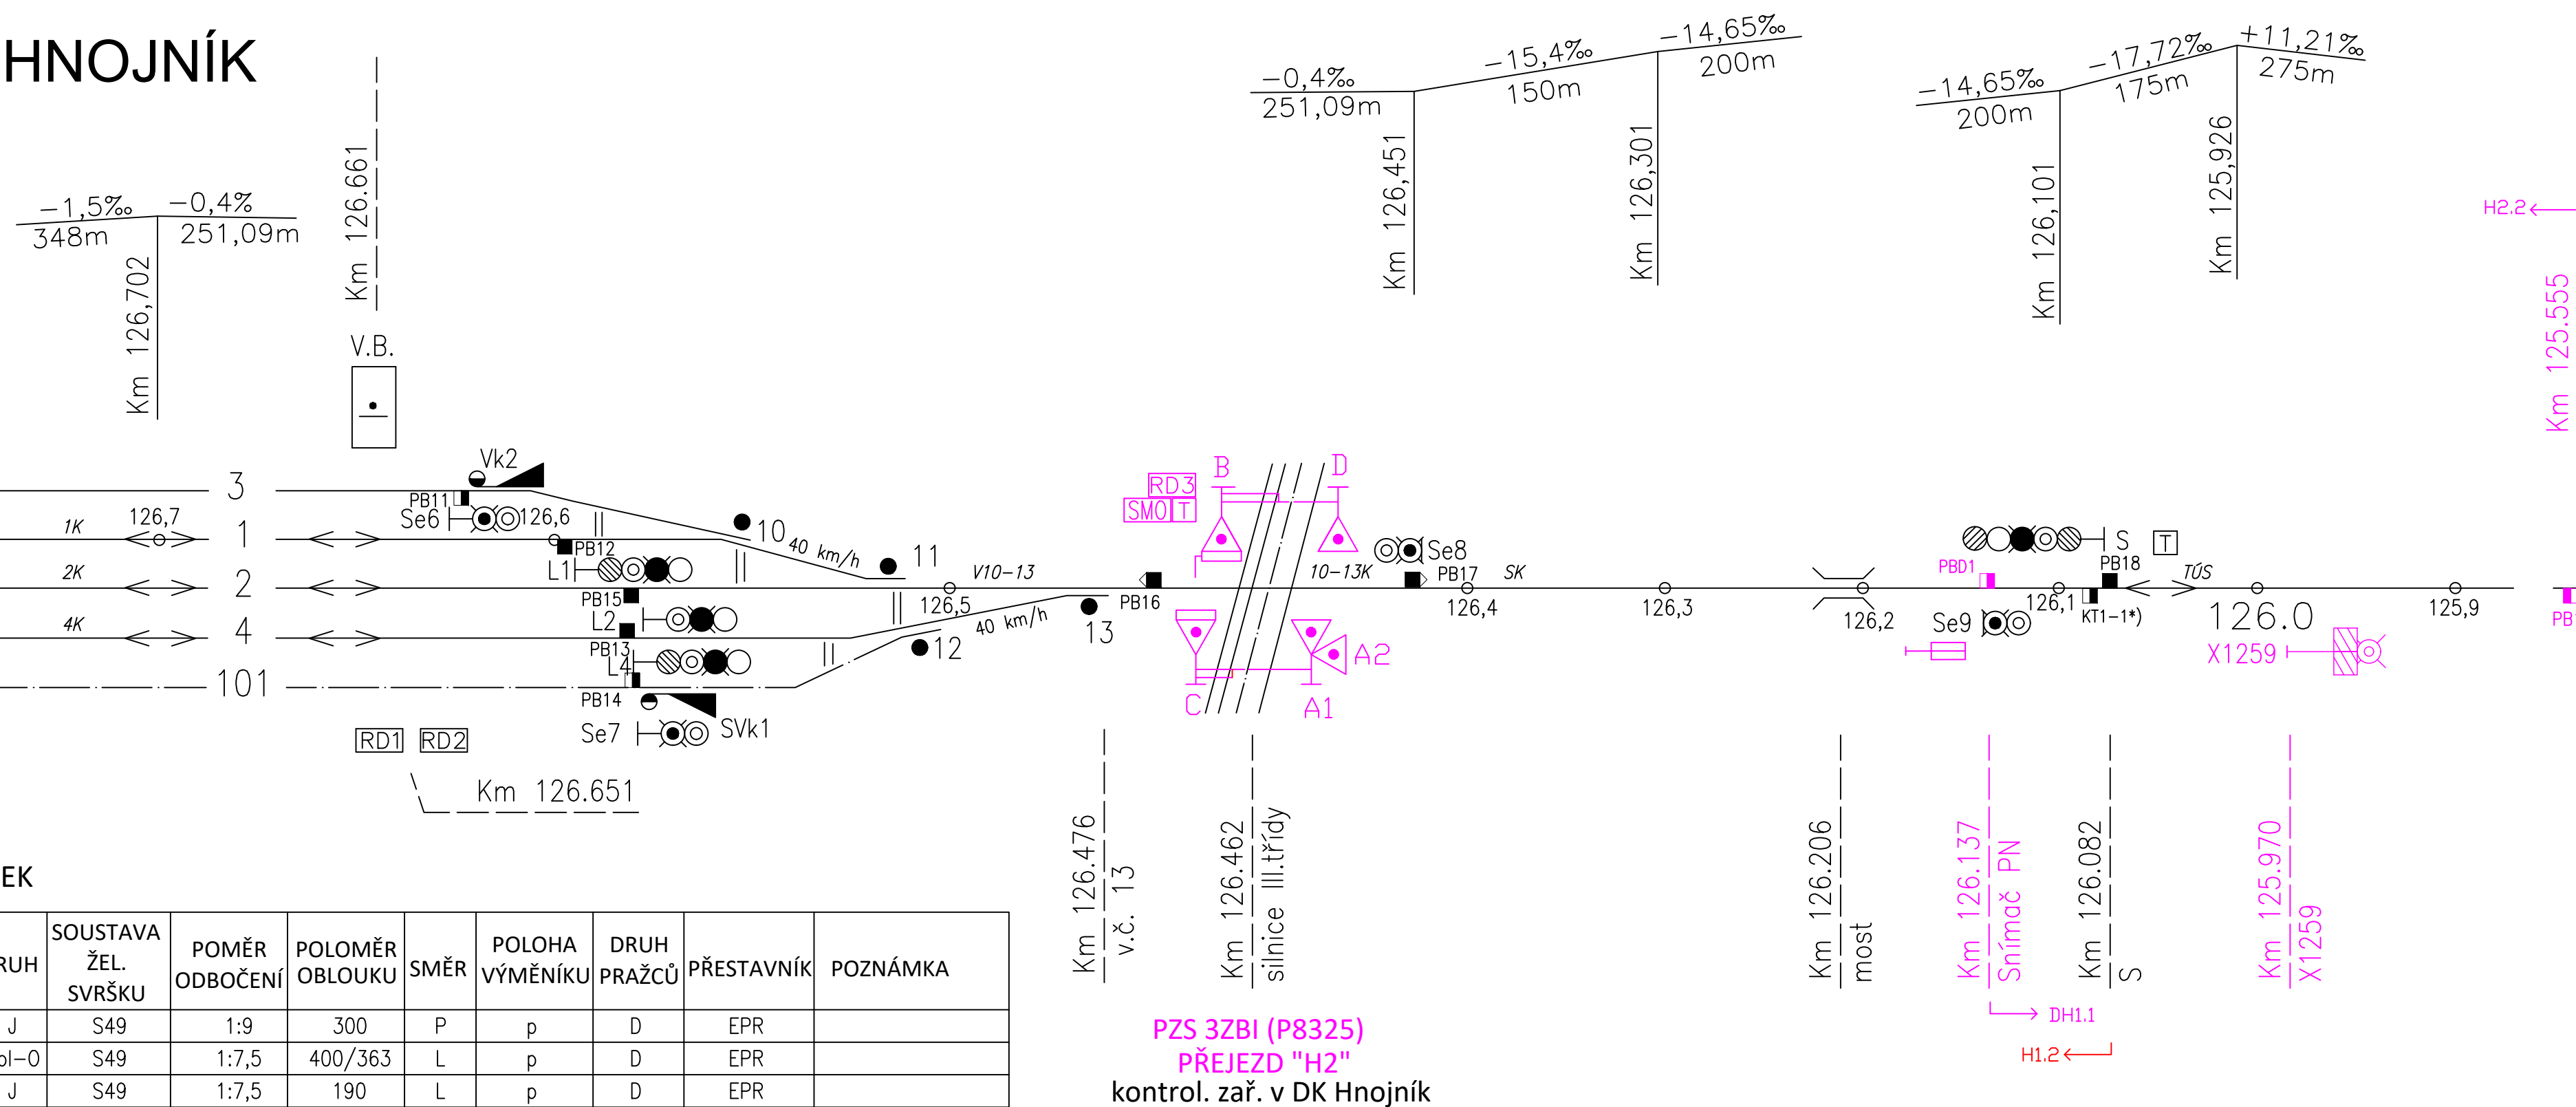 HNOJNÍK
−1,5‰
348m
−0,4%
251,09m
Km 126,702
Km 126.661
V.B.
−0,4‰
251,09m
−15,4‰
150m
−14,65‰
200m
Km 126,451
Km 126,301
−14,65‰
200m
−17,72‰
175m
+11,21‰
275m
Km 126,101
Km 125,926
H2.2
Km 125.555
3
1K
126,7
1
2K
2
4K
4
101
Vk2
PB11
Se6
126,6
PB12
L1
PB15
L2
PB13
L4
PB14
Se7
SVk1
10
40 km/h
11
V10−13
126,5
12
40 km/h
13
PB16
RD3
SMO
T
B
D
C
A1
A2
10−13K
Se8
PB17
126,4
SK
126,3
126,2
PBD1
Se9
S
T
PB18
126,1
KT1−1*)
TÚS
126.0
X1259
125,9
PB
RD1
RD2
Km 126.651
Km 126.476
v.č. 13
Km 126.462
silnice III.třídy
Km 126.206
most
Km 126.137
Snímač PN
Km 126.082
S
Km 125.970
X1259
DH1.1
H1.2
PZS 3ZBI (P8325)
PŘEJEZD "H2"
kontrol. zař. v DK Hnojník
EK
RUH
SOUSTAVA
ŽEL.
SVRŠKU
POMĚR
ODBOČENÍ
POLOMĚR
OBLOUKU
SMĚR
POLOHA
VÝMĚNÍKU
DRUH
PRAŽCŮ
PŘESTAVNÍK
POZNÁMKA
J S49 1:9 300 P p D EPR
ol−O S49 1:7,5 400/363 L p D EPR
J S49 1:7,5 190 L p D EPR